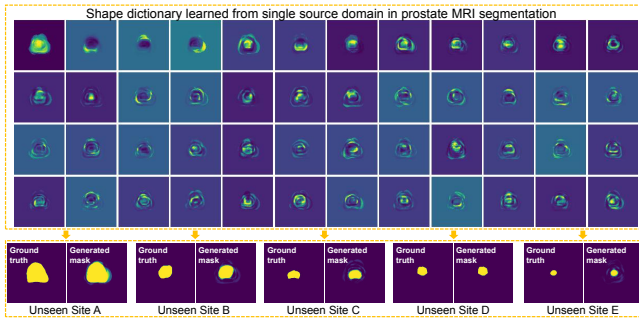 Shape dictionary learned from single source domain in prostate MRI segmentation
Ground truth
Generated mask
Ground truth
Generated mask
Ground truth
Generated mask
Ground truth
Generated mask
Ground truth
Generated mask
Unseen Site A
Unseen Site B
Unseen Site C
Unseen Site D
Unseen Site E